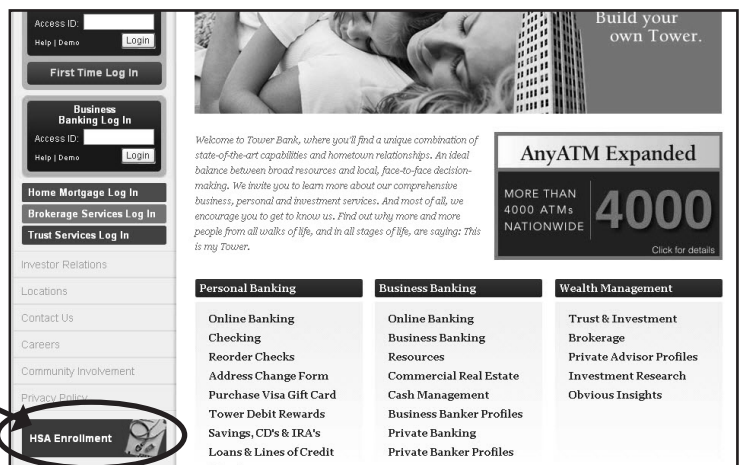 Access ID:
Help | Demo
Login
First Time Log In
Business
Banking Log In
Access ID:
Help | Demo
Login
Home Mortgage Log In
Brokerage Services Log In
Trust Services Log In
Investor Relations
Locations
Contact Us
Careers
Community Involvement
Privacy Policy
HSA Enrollment
Build your
own Tower.
Welcome to Tower Bank, where you'll find a unique combination of
state-of-the-art capabilities and hometown relationships. An ideal
balance between broad resources and local, face-to-face decision-
making. We invite you to learn more about our comprehensive
business, personal and investment services. And most of all, we
encourage you to get to know us. Find out why more and more
people from all walks of life, and in all stages of life, are saying: This
is my Tower.
AnyATM Expanded
MORE THAN
4000 ATMs
NATIONWIDE
4000
Click for details
Personal Banking
Online Banking
Checking
Reorder Checks
Address Change Form
Purchase Visa Gift Card
Tower Debit Rewards
Savings, CD's & IRA's
Loans & Lines of Credit
Business Banking
Online Banking
Business Banking
Resources
Commercial Real Estate
Cash Management
Business Banker Profiles
Private Banking
Private Banker Profiles
Wealth Management
Trust & Investment
Brokerage
Private Advisor Profiles
Investment Research
Obvious Insights